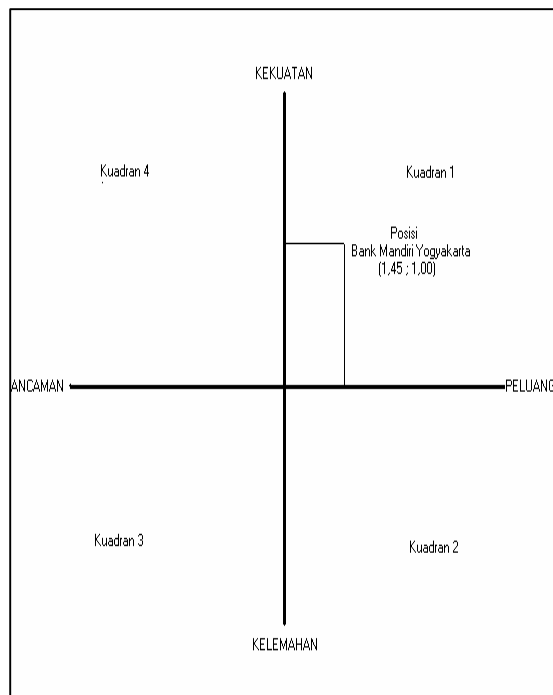 KEKUATAN
Kuadran 4
Kuadran 1
Posisi
Bank Mandiri Yogyakarta
(1,45 ; 1,00)
ANCAMAN
PELUANG
Kuadran 3
Kuadran 2
KELEMAHAN